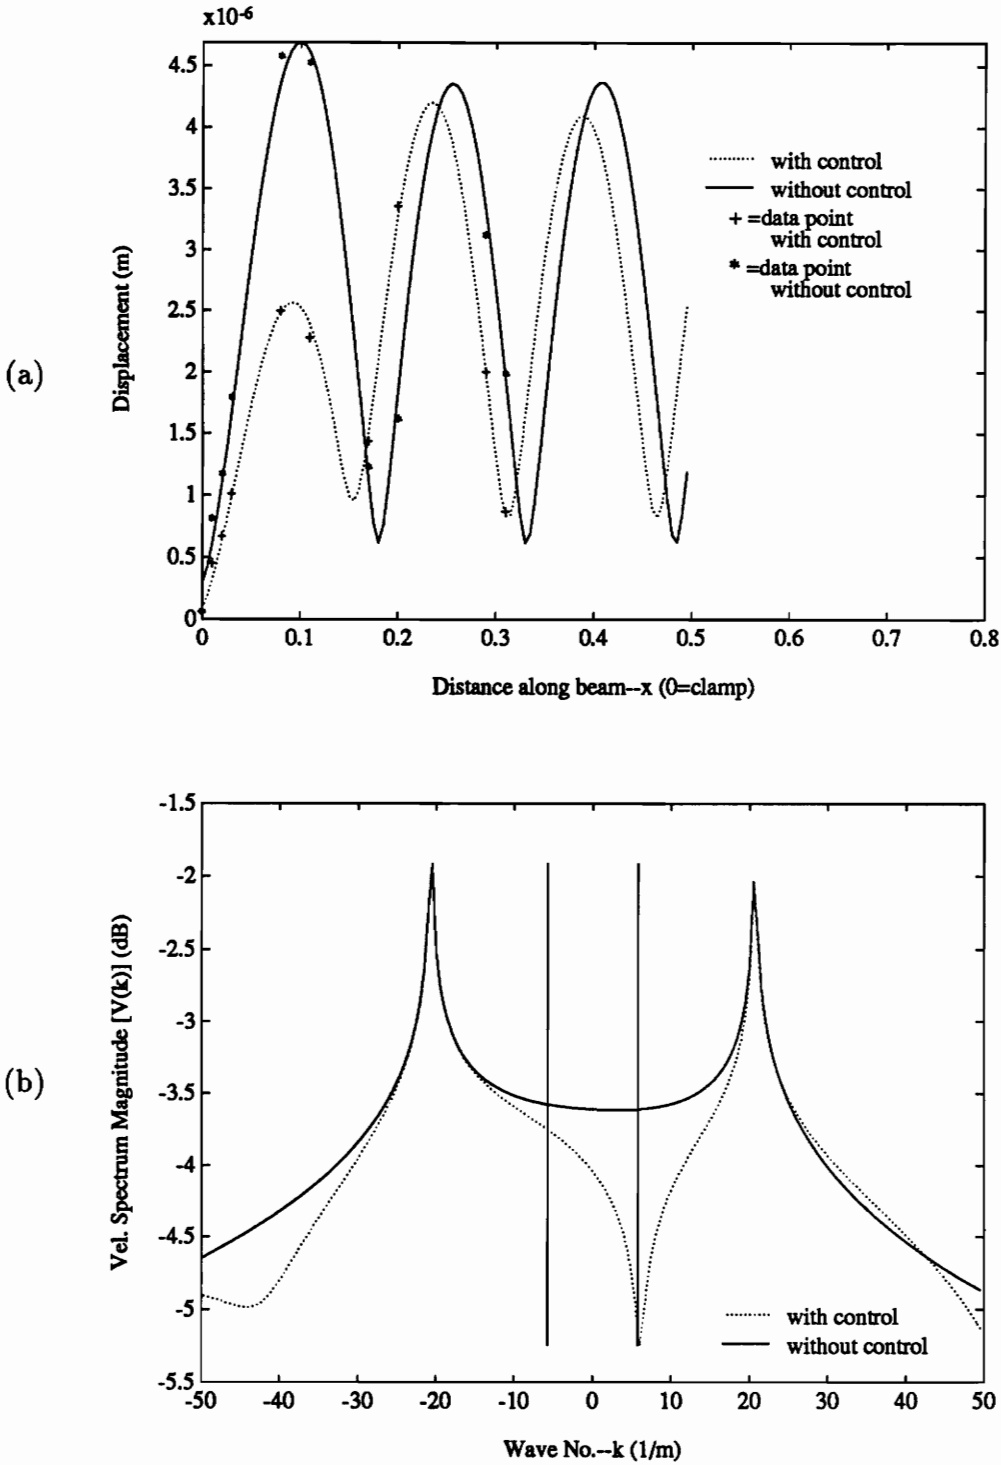 x10-6
4.5
4
3.5
3
2.5
2
1.5
1
0.5
0
Displacement (m)
(a)
with control
without control
+ =data point
with control
* =data point
without control
0 0.1 0.2 0.3 0.4 0.5 0.6 0.7 0.8
Distance along beam--x (0=clamp)
-1.5
-2
-2.5
-3
-3.5
-4
-4.5
-5
-5.5
Vel. Spectrum Magnitude [V(k)] (dB)
(b)
with control
without control
-50 -40 -30 -20 -10 0 10 20 30 40 50
Wave No.--k (1/m)